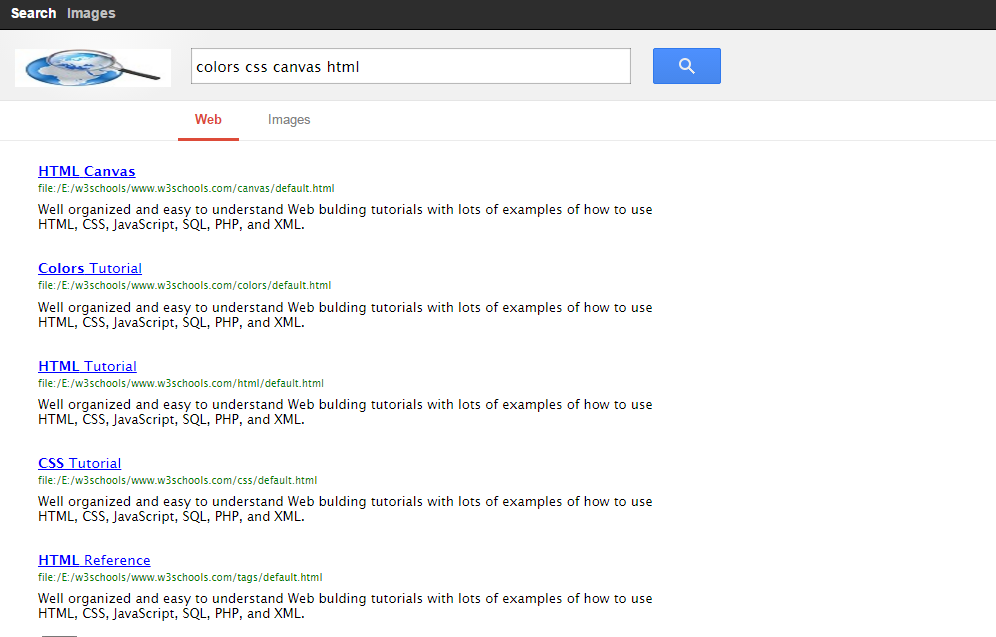 Search Images
colors css canvas html
Web Images
HTML Canvas
file:/E:/w3schools/www.w3schools.com/canvas/default.html
Well organized and easy to understand Web bulding tutorials with lots of examples of how to use
HTML, CSS, JavaScript, SQL, PHP, and XML.
Colors Tutorial
file:/E:/w3schools/www.w3schools.com/colors/default.html
Well organized and easy to understand Web bulding tutorials with lots of examples of how to use
HTML, CSS, JavaScript, SQL, PHP, and XML.
HTML Tutorial
file:/E:/w3schools/www.w3schools.com/html/default.html
Well organized and easy to understand Web bulding tutorials with lots of examples of how to use
HTML, CSS, JavaScript, SQL, PHP, and XML.
CSS Tutorial
file:/E:/w3schools/www.w3schools.com/css/default.html
Well organized and easy to understand Web bulding tutorials with lots of examples of how to use
HTML, CSS, JavaScript, SQL, PHP, and XML.
HTML Reference
file:/E:/w3schools/www.w3schools.com/tags/default.html
Well organized and easy to understand Web bulding tutorials with lots of examples of how to use
HTML, CSS, JavaScript, SQL, PHP, and XML.